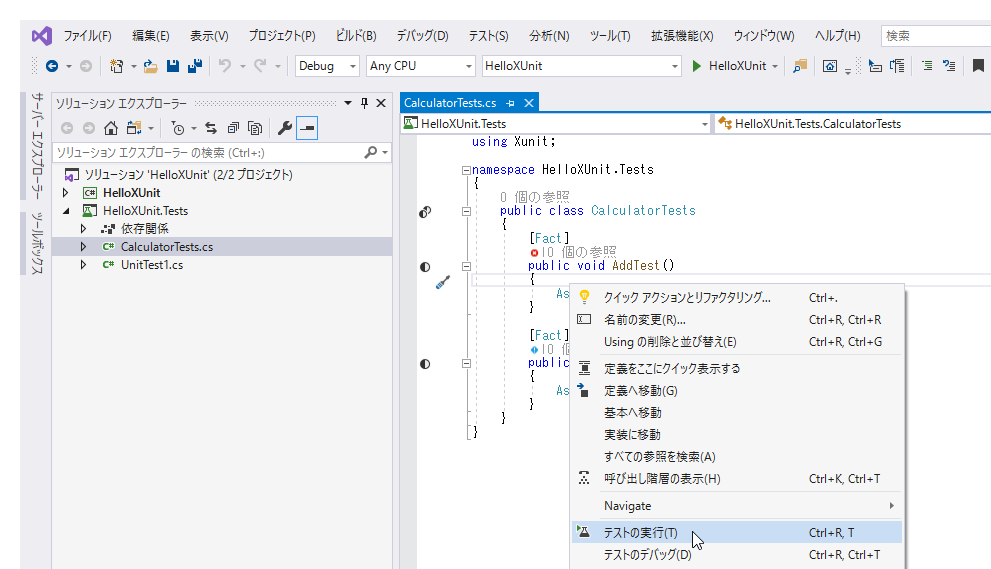 ファイル(F) 編集(E) 表示(V) プロジェクト(P) ビルド(B) デバッグ(D) テスト(S) 分析(N) ツール(T) 拡張機能(X) ウィンドウ(W) ヘルプ(H) 検索
Debug Any CPU HelloXUnit HelloXUnit
サーバー エクスプローラー
ツールボックス
ソリューション エクスプローラー
ソリューション エクスプローラー の検索 (Ctrl+:)
ソリューション 'HelloXUnit' (2/2 プロジェクト)
C# HelloXUnit
HelloXUnit.Tests
依存関係
C# CalculatorTests.cs
C# UnitTest1.cs
CalculatorTests.cs
HelloXUnit.Tests HelloXUnit.Tests.CalculatorTests
using Xunit;
namespace HelloXUnit.Tests
{
0 個の参照
public class CalculatorTests
{
[Fact]
|0 個の参照
public void AddTest()
{
As
}
[Fact]
|0 個
public
{
As
}
}
}
クイック アクションとリファクタリング... Ctrl+.
名前の変更(R)... Ctrl+R, Ctrl+R
Using の削除と並び替え(E) Ctrl+R, Ctrl+G
定義をここにクイック表示する
定義へ移動(G)
基本へ移動
実装に移動
すべての参照を検索(A)
呼び出し階層の表示(H) Ctrl+K, Ctrl+T
Navigate
テストの実行(T) Ctrl+R, T
テストのデバッグ(D) Ctrl+R, Ctrl+T